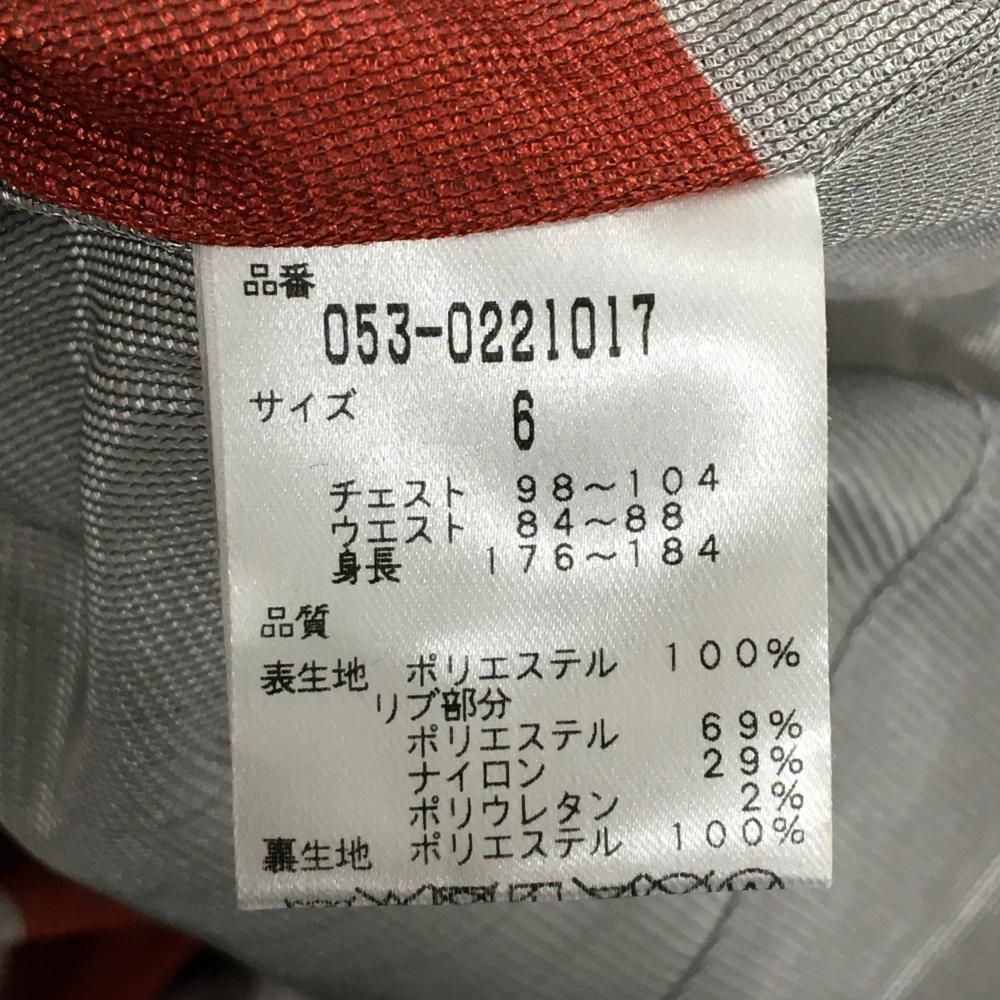 品番
053-0221017
サイズ 6
チェスト 98～104
ウエスト 84～88
身長 176～184
品質
表生地 ポリエステル 100%
リブ部分
ポリエステル 69%
ナイロン 29%
ポリウレタン 2%
裏生地 ポリエステル 100%